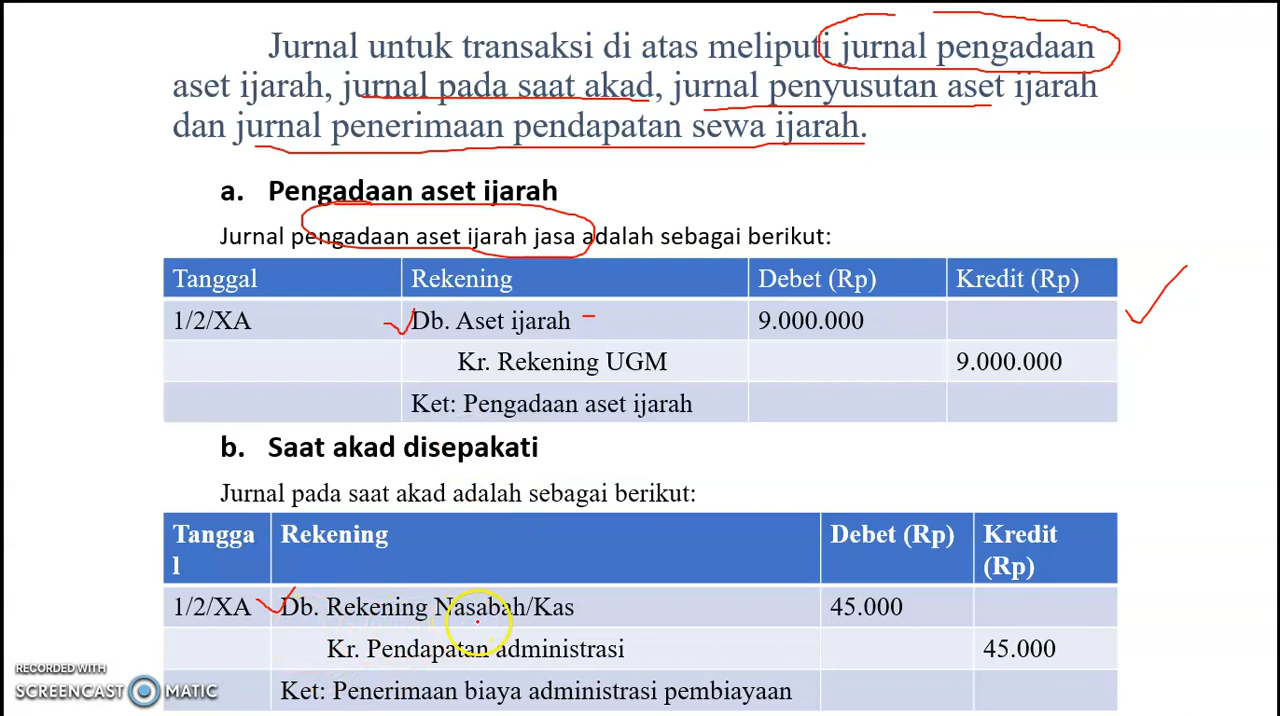 Jurnal untuk transaksi di atas meliputi jurnal pengadaan
aset ijarah, jurnal pada saat akad, jurnal penyusutan aset ijarah
dan jurnal penerimaan pendapatan sewa ijarah.
a. Pengadaan aset ijarah
Jurnal pengadaan aset ijarah jasa adalah sebagai berikut:
Tanggal Rekening Debet (Rp) Kredit (Rp)
1/2/XA Db. Aset ijarah 9.000.000
Kr. Rekening UGM 9.000.000
Ket: Pengadaan aset ijarah
b. Saat akad disepakati
Jurnal pada saat akad adalah sebagai berikut:
Tangga Rekening Debet (Rp) Kredit
l (Rp)
1/2/XA Db. Rekening Nasabah/Kas 45.000
Kr. Pendapatan administrasi 45.000
Ket: Penerimaan biaya administrasi pembiayaan
RECORDED WITH
SCREENCAST MATIC